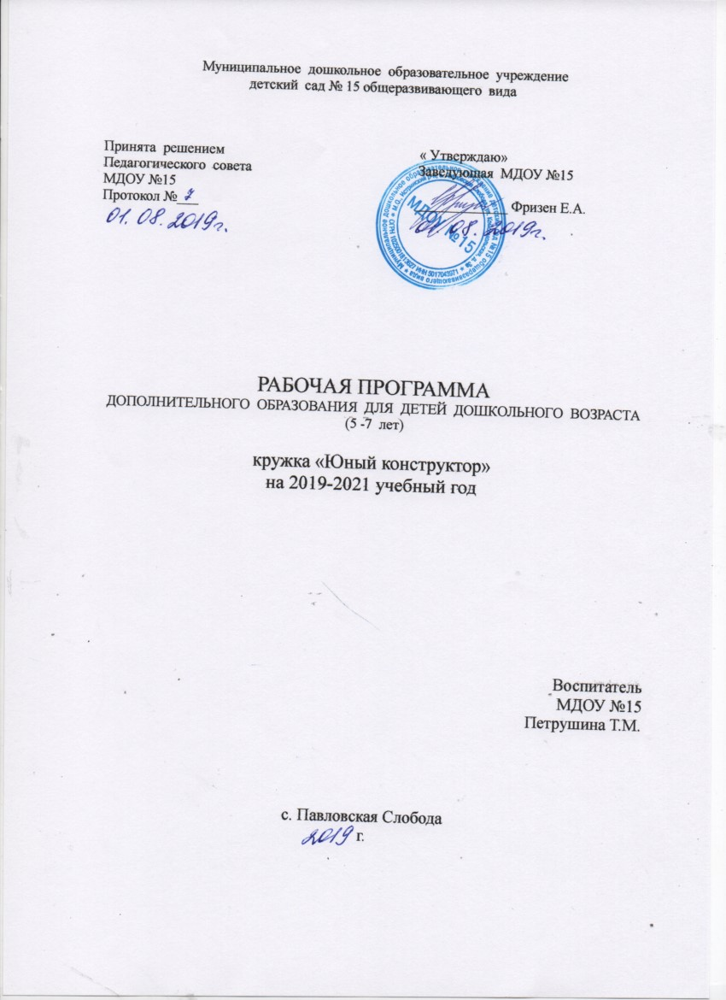 Муниципальное дошкольное образовательное учреждение
детский сад № 15 общеразвивающего вида
Принята решением
Педагогического совета
МДОУ №15
Протокол №
01.08.2019г.
« Утверждаю»
Заведующая МДОУ №15
Фризен Е.А.
01.08.2019г.
МДОУ №15
РАБОЧАЯ ПРОГРАММА
ДОПОЛНИТЕЛЬНОГО ОБРАЗОВАНИЯ ДЛЯ ДЕТЕЙ ДОШКОЛЬНОГО ВОЗРАСТА
(5 -7 лет)
кружка «Юный конструктор»
на 2019-2021 учебный год
Воспитатель
МДОУ №15
Петрушина Т.М.
с. Павловская Слобода
2019 г.